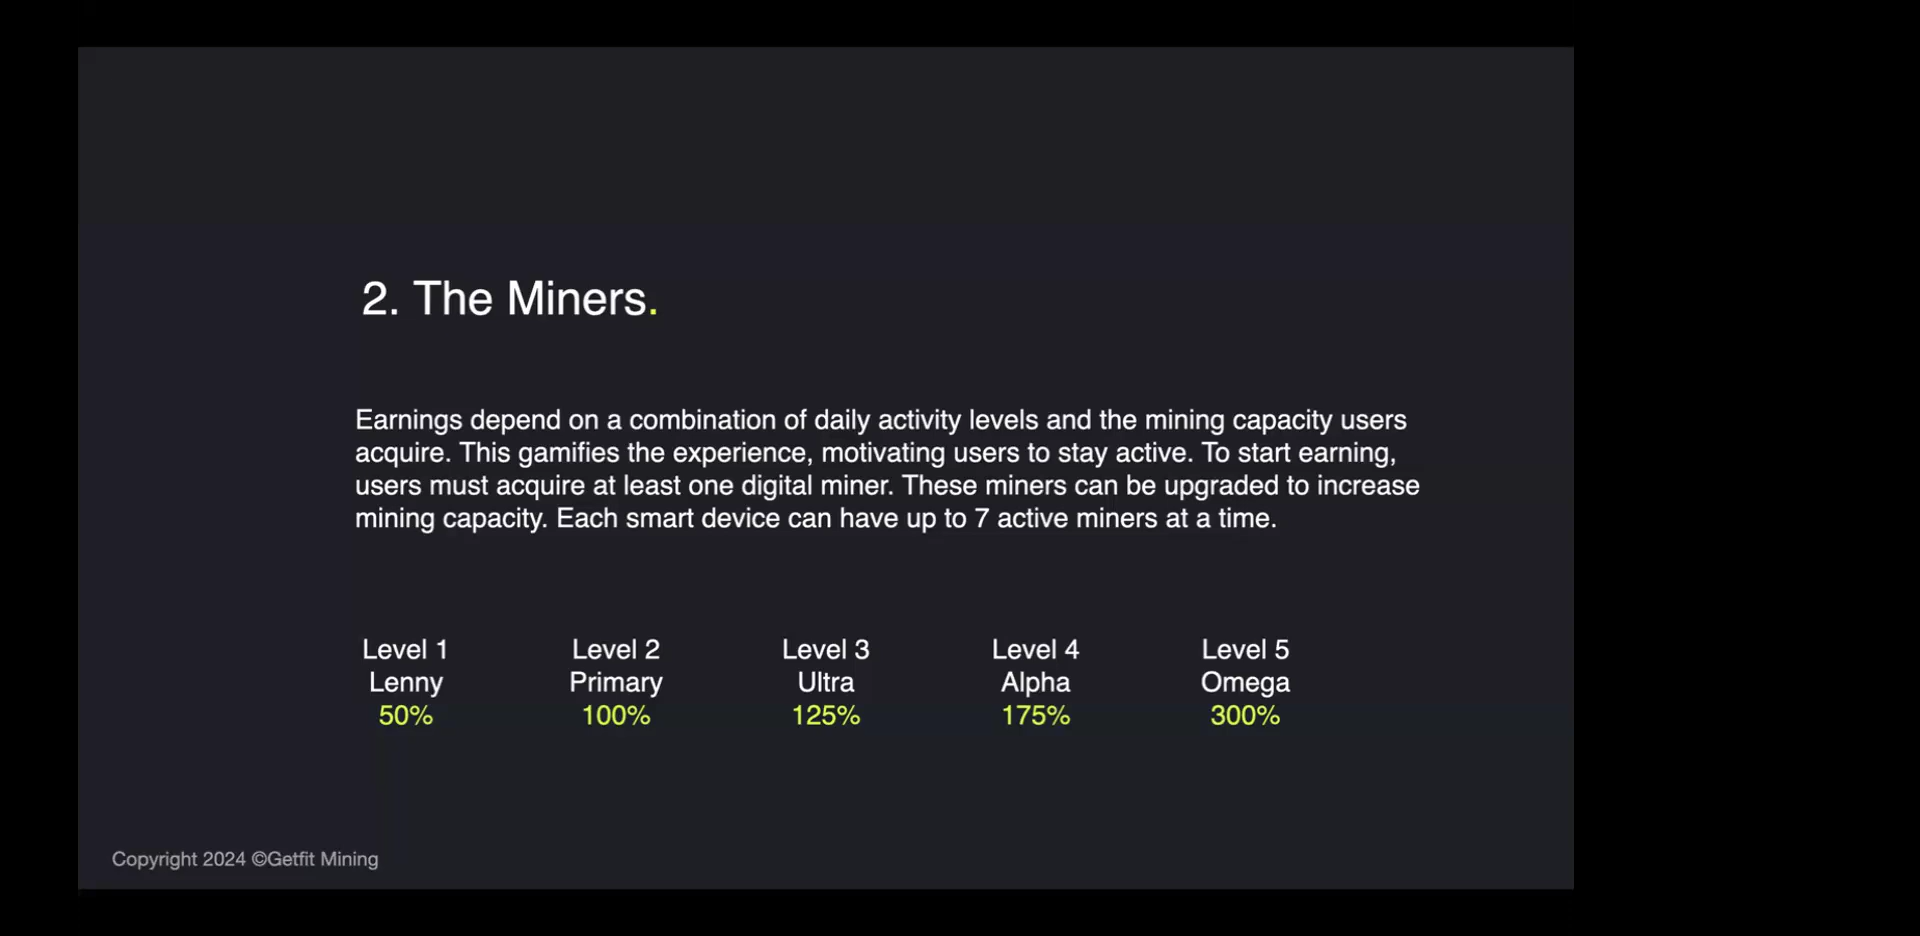 2. The Miners.
Earnings depend on a combination of daily activity levels and the mining capacity users
acquire. This gamifies the experience, motivating users to stay active. To start earning,
users must acquire at least one digital miner. These miners can be upgraded to increase
mining capacity. Each smart device can have up to 7 active miners at a time.
Level 1
Lenny
50%
Level 2
Primary
100%
Level 3
Ultra
125%
Level 4
Alpha
175%
Level 5
Omega
300%
Copyright 2024 ©Getfit Mining